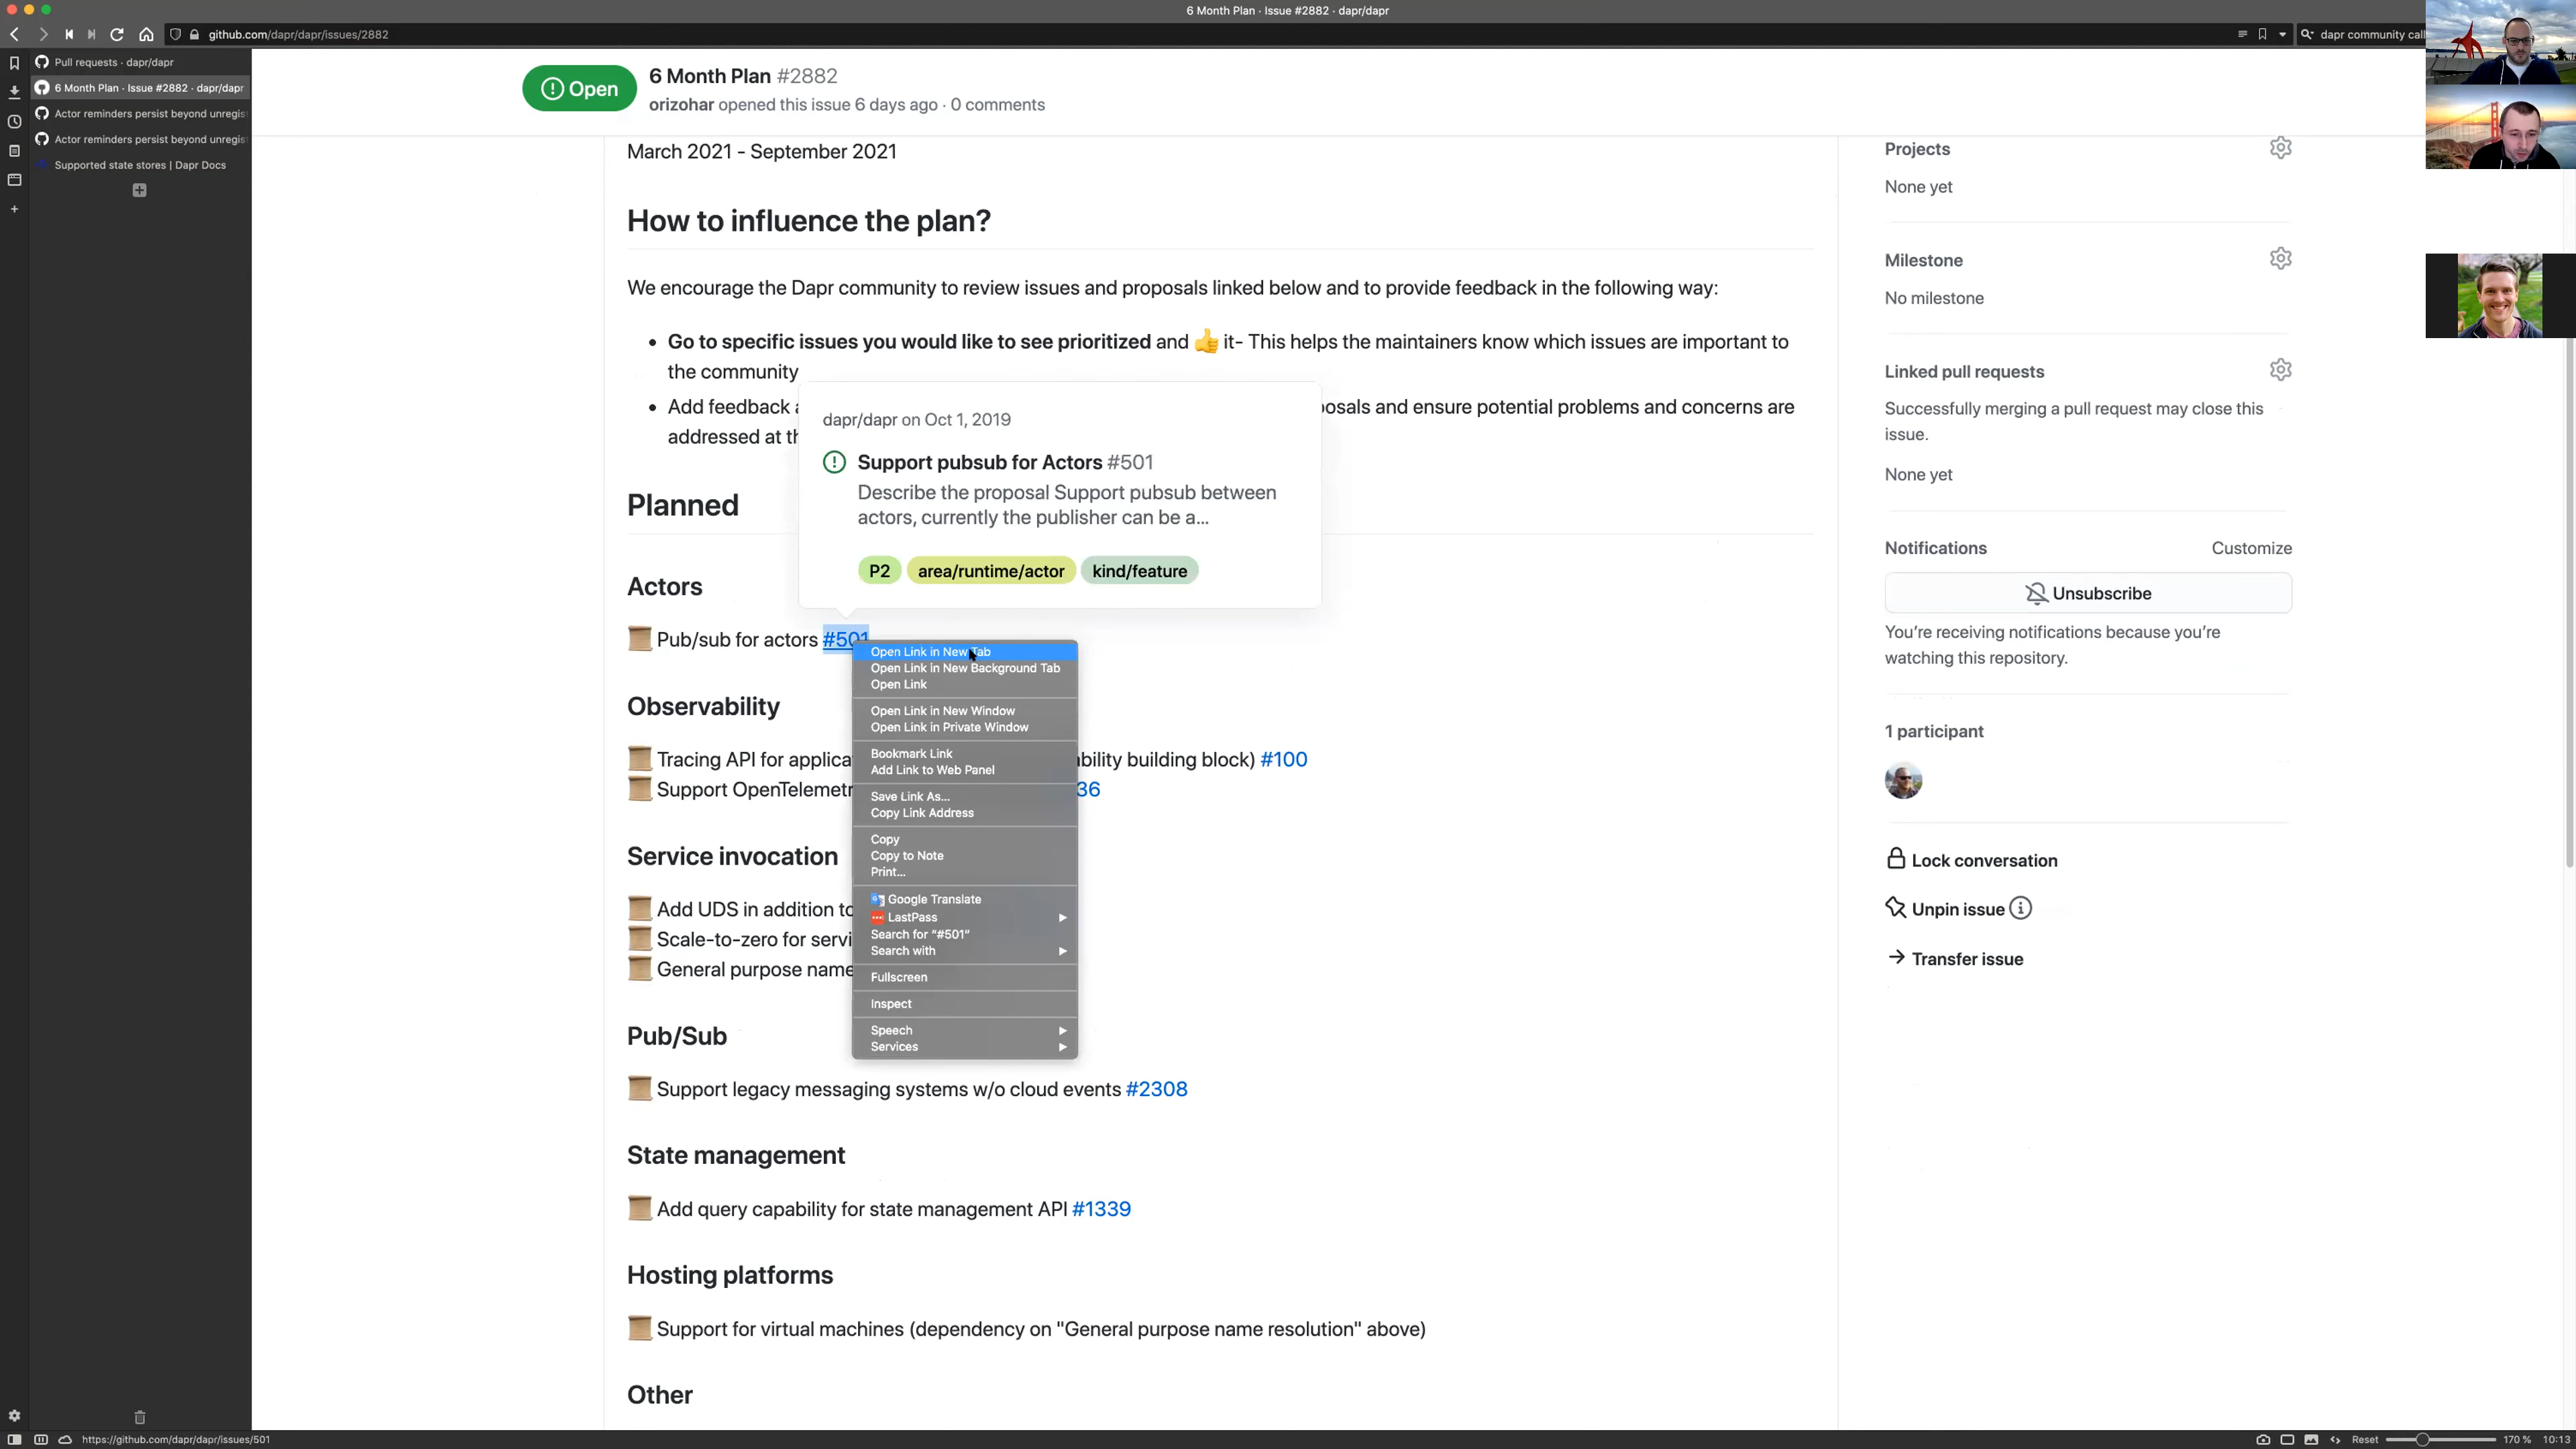 6 Month Plan · Issue #2882 · dapr/dapr
github.com/dapr/dapr/issues/2882
dapr community call
Pull requests · dapr/dapr
6 Month Plan · Issue #2882 · dapr/dapr
Actor reminders persist beyond unregis
Actor reminders persist beyond unregis
Supported state stores | Dapr Docs
Open
6 Month Plan #2882
orizohar opened this issue 6 days ago · 0 comments
March 2021 - September 2021
How to influence the plan?
We encourage the Dapr community to review issues and proposals linked below and to provide feedback in the following way:
• Go to specific issues you would like to see prioritized and 👍 it- This helps the maintainers know which issues are important to
the community
• Add feedback
posals and ensure potential problems and concerns are
addressed at
dapr/dapr on Oct 1, 2019
Support pubsub for Actors #501
Describe the proposal Support pubsub between
actors, currently the publisher can be a...
P2 area/runtime/actor kind/feature
Planned
Actors
Pub/sub for actors #501
Observability
Tracing API for applica
bility building block) #100
Support OpenTelemetr
36
Service invocation
Add UDS in addition to
Scale-to-zero for servi
General purpose name
Pub/Sub
Support legacy messaging systems w/o cloud events #2308
State management
Add query capability for state management API #1339
Hosting platforms
Support for virtual machines (dependency on "General purpose name resolution" above)
Other
Open Link in New Tab
Open Link in New Background Tab
Open Link
Open Link in New Window
Open Link in Private Window
Bookmark Link
Add Link to Web Panel
Save Link As...
Copy Link Address
Copy
Copy to Note
Print...
Google Translate
LastPass
Search for “#501”
Search with
Fullscreen
Inspect
Speech
Services
Projects
None yet
Milestone
No milestone
Linked pull requests
Successfully merging a pull request may close this
issue.
None yet
Notifications
Customize
Unsubscribe
You’re receiving notifications because you’re
watching this repository.
1 participant
Lock conversation
Unpin issue
Transfer issue
https://github.com/dapr/dapr/issues/501
Reset
170 %
10:13